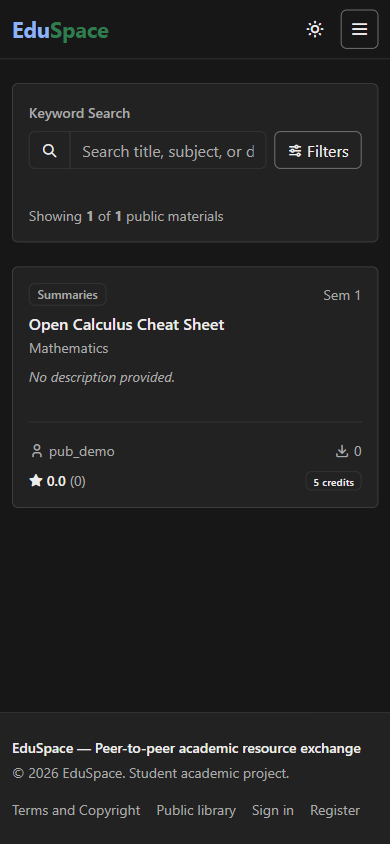 EduSpace
Keyword Search
Search title, subject, or d
Filters
Showing 1 of 1 public materials
Summaries
Sem 1
Open Calculus Cheat Sheet
Mathematics
No description provided.
pub_demo
0
0.0 (0)
5 credits
EduSpace — Peer-to-peer academic resource exchange
© 2026 EduSpace. Student academic project.
Terms and Copyright Public library Sign in Register